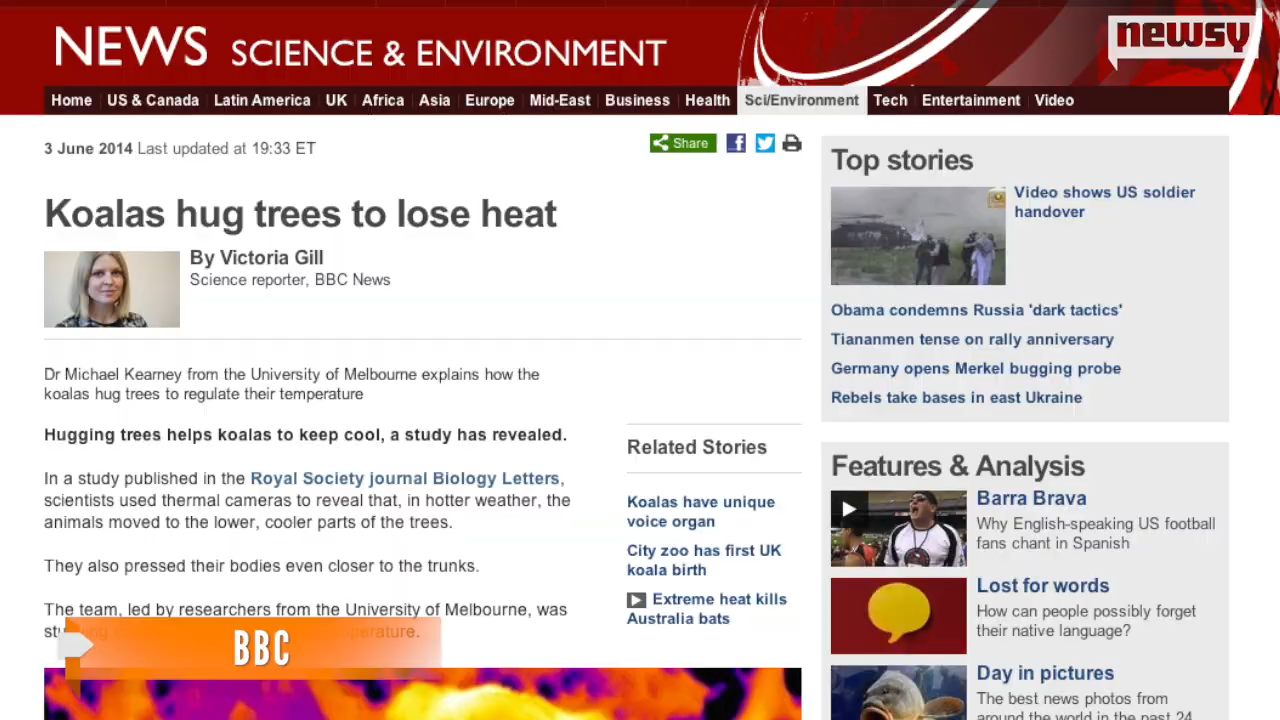 newsy
NEWS SCIENCE & ENVIRONMENT
Home US & Canada Latin America UK Africa Asia Europe Mid-East Business Health Sci/Environment Tech Entertainment Video
3 June 2014 Last updated at 19:33 ET
Share
Koalas hug trees to lose heat
By Victoria Gill
Science reporter, BBC News
Dr Michael Kearney from the University of Melbourne explains how the
koalas hug trees to regulate their temperature
Hugging trees helps koalas to keep cool, a study has revealed.
In a study published in the Royal Society journal Biology Letters,
scientists used thermal cameras to reveal that, in hotter weather, the
animals moved to the lower, cooler parts of the trees.
They also pressed their bodies even closer to the trunks.
The team, led by researchers from the University of Melbourne, was
BBC
Related Stories
Koalas have unique
voice organ
City zoo has first UK
koala birth
Extreme heat kills
Australia bats
Top stories
Video shows US soldier
handover
Obama condemns Russia 'dark tactics'
Tiananmen tense on rally anniversary
Germany opens Merkel bugging probe
Rebels take bases in east Ukraine
Features & Analysis
Barra Brava
Why English-speaking US football
fans chant in Spanish
Lost for words
How can people possibly forget
their native language?
Day in pictures
The best news photos from
around the world in the past 24